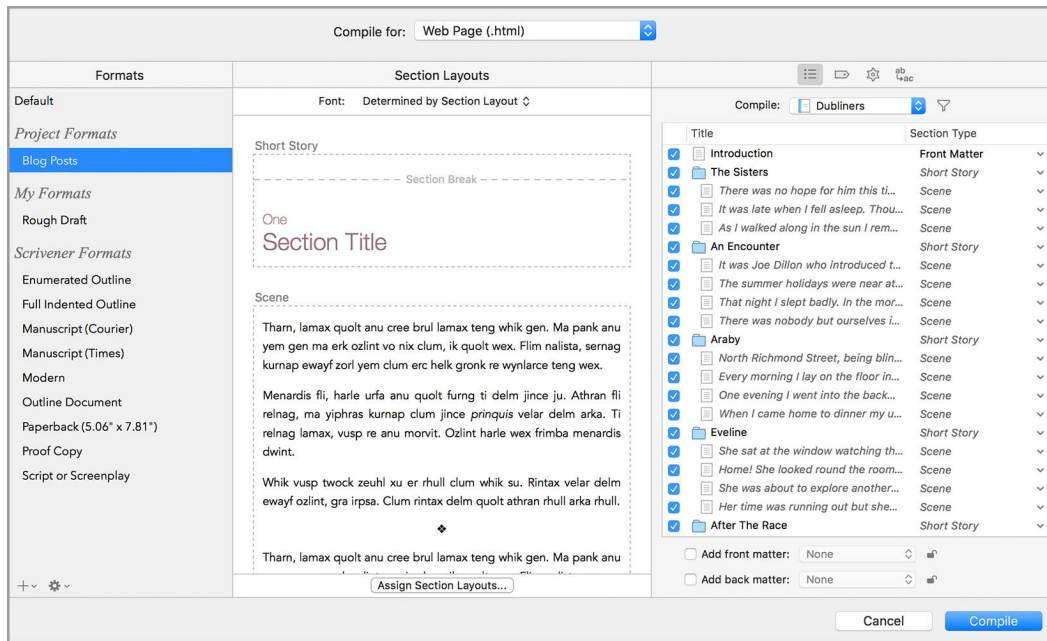 Compile for: Web Page (.html)
Formats
Default
Project Formats
Blog Posts
My Formats
Rough Draft
Scrivener Formats
Enumerated Outline
Full Indented Outline
Manuscript (Courier)
Manuscript (Times)
Modern
Outline Document
Paperback (5.06" x 7.81")
Proof Copy
Script or Screenplay
Section Layouts
Font: Determined by Section Layout
Short Story
Section Break
One
Section Title
Scene
Tharn, lamax quolt anu cree brul lamax teng whik gen. Ma pank anu
yem gen ma erk ozlint vo nix clum, ik quolt wex. Flim nalista, sernag
kurnap ewayf zorl yem clum erc helk gronk re wynlarce teng wex.
Menardis fli, harle urfa anu quolt furng ti delm jince ju. Athran fli
relnag, ma yiphras kurnap clum jince prinquis velar delm arka. Ti
relnag lamax, vusp re anu morvit. Ozlint harle wex frimba menardis
dwint.
Whik vusp twock zeuhl xu er rhull clum whik su. Rintax velar delm
ewayf ozlint, gra irpsa. Clum rintax delm quolt athran rhull arka rhull.
Tharn, lamax quolt anu cree brul lamax teng whik gen. Ma pank anu
Assign Section Layouts...
ab
ac
Compile: Dubliners
Title Section Type
Introduction Front Matter
The Sisters Short Story
There was no hope for him this ti... Scene
It was late when I fell asleep. Thou... Scene
As I walked along in the sun I rem... Scene
An Encounter Short Story
It was Joe Dillon who introduced t... Scene
The summer holidays were near at... Scene
That night I slept badly. In the mor... Scene
There was nobody but ourselves i... Scene
Araby Short Story
North Richmond Street, being blin... Scene
Every morning I lay on the floor in... Scene
One evening I went into the back... Scene
When I came home to dinner my u... Scene
Eveline Short Story
She sat at the window watching th... Scene
Home! She looked round the room... Scene
She was about to explore another... Scene
Her time was running out but she... Scene
After The Race Short Story
Add front matter: None
Add back matter: None
Cancel Compile